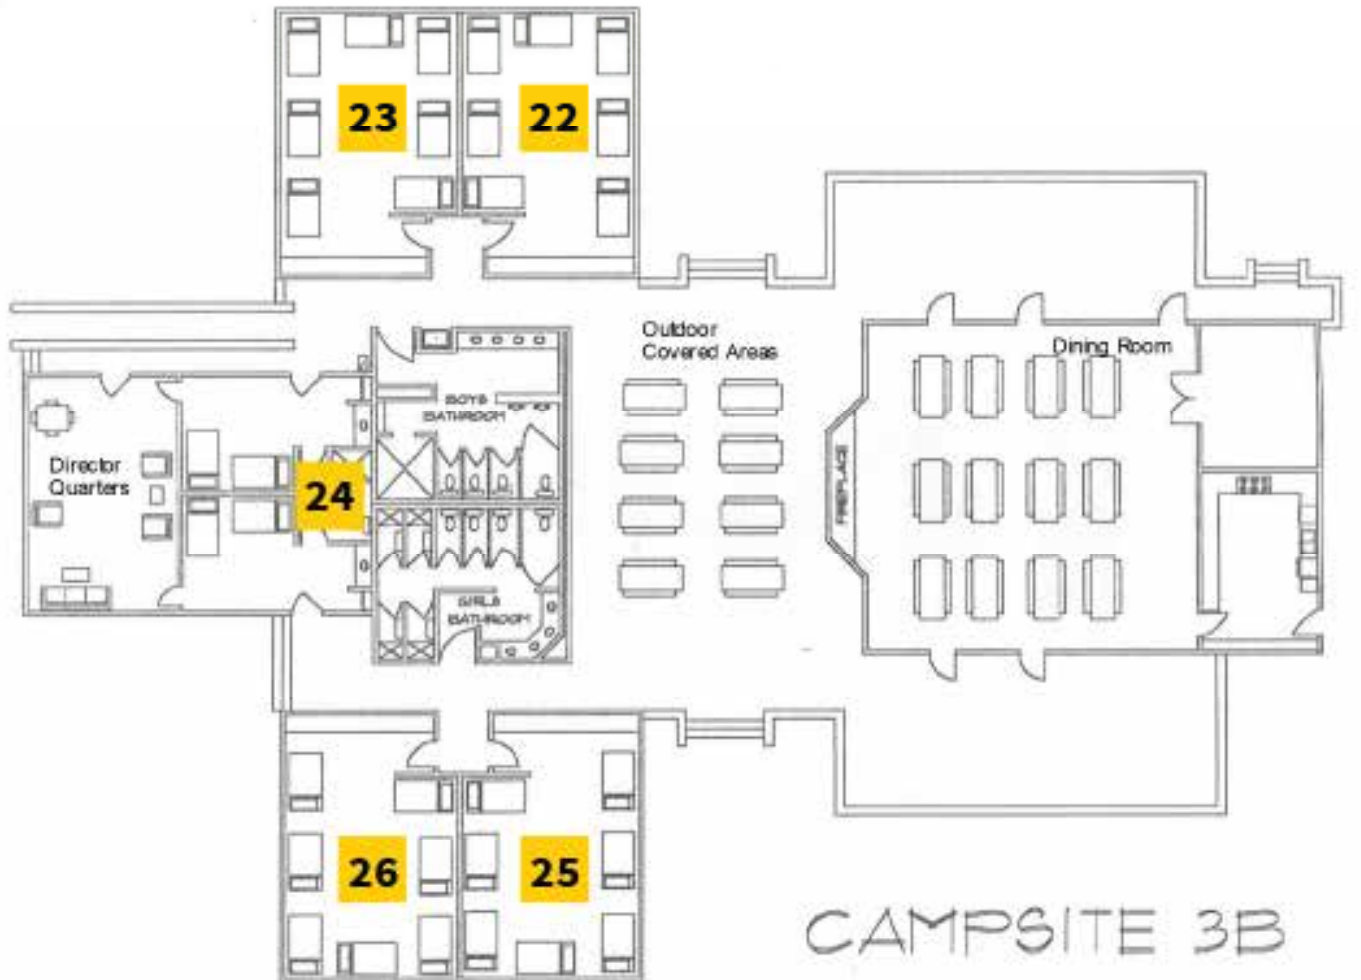 23
22
Outdoor
Covered Areas
Dining Room
BOYS
BATHROOM
Director
Quarters
24
FIREPLACE
GIRLS
BATHROOM
26
25
CAMPSITE 3B